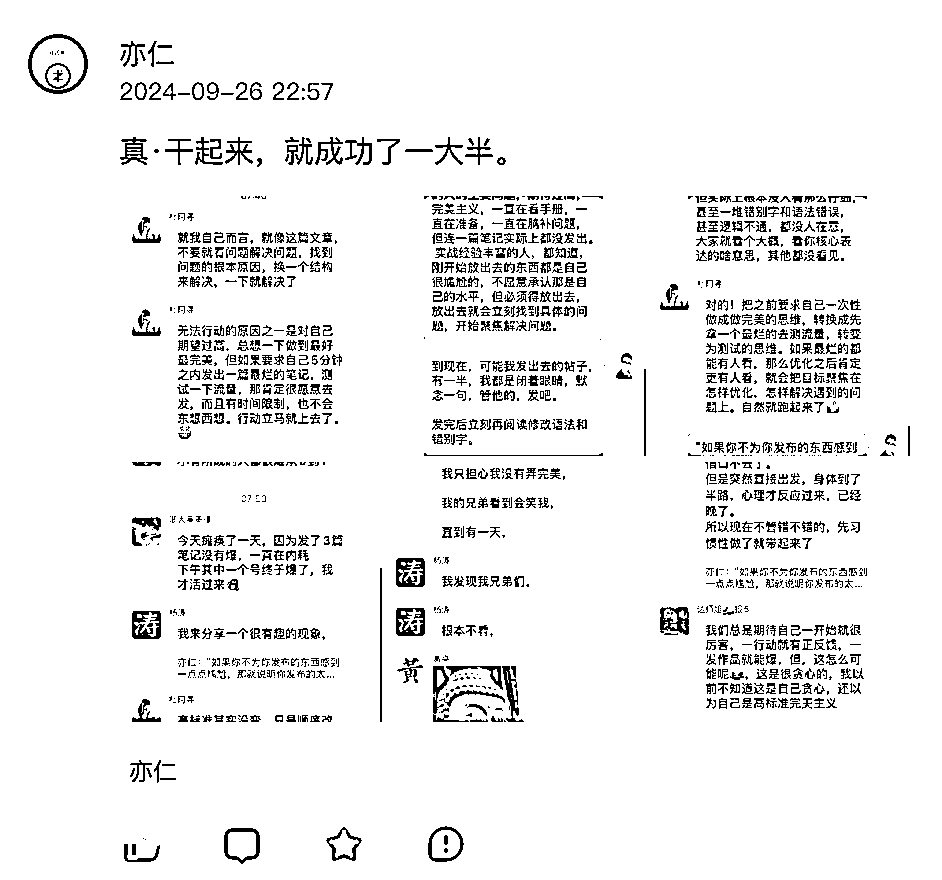 亦仁
2024-09-26 22:57
真·干起来，就成功了一大半。
就我自己而言，就像这篇文章，
不要就有问题解决问题，找到
问题的根本原因，换一个结构
来解决，一下就解决了
无法行动的原因之一是对自己
期望过高，总想一下做到最好
最完美，但如果要求自己5分钟
之内发出一篇最烂的笔记，测
试一下流量，那肯定很愿意去
发，而且有时间限制，也不会
东想西想。行动立马就上去了。
完美主义，一直在看手册，一
直在准备，一直在脑补问题，
但连一篇笔记实际上都没发出。
实战经验丰富的人，都知道，
刚开始放出去的东西都是自己
很尴尬的，不愿意承认那是自
己的水平，但必须得放出去，
放出去就会立刻找到具体的问
题，开始聚焦解决问题。
到现在，可能我发出去的帖子，
有一半，我都是闭着眼睛，默
念一句，管他的，发吧。
发完后立刻再阅读修改语法和
错别字。
但实际上根本没人看那么仔细，
甚至一堆错别字和语法错误，
甚至逻辑不通，都没人在意，
大家就看个大概，看你核心表
达的啥意思，其他都没看见。
对的！把之前要求自己一次性
做成做完美的思维，转换成先
拿一个最烂的去测流量，转变
为测试的思维。如果最烂的都
能有人看，那么优化之后肯定
更有人看，就会把目标聚焦在
怎样优化、怎样解决遇到的问
题上。自然就跑起来了
"如果你不为你发布的东西感到
07:53
今天瘫痪了一天，因为发了3篇
笔记没有爆，一直在内耗
下午其中一个号终于爆了，我
才活过来
杨涛
我来分享一个很有趣的现象，
亦仁："如果你不为你发布的东西感到
一点点尴尬，那就说明你发布的太...
我只担心我没有弄完美，
我的兄弟看到会笑我，
直到有一天，
杨涛
我发现我兄弟们，
杨涛
根本不看，
借口不去了。
但是突然直接出发，身体到了
半路，心理才反应过来，已经
晚了。
所以现在不管错不错的，先习
惯性做了就带起来了
亦仁："如果你不为你发布的东西感到
一点点尴尬，那就说明你发布的太...
我们总是期待自己一开始就很
厉害，一行动就有正反馈，一
发作品就能爆，但，这怎么可
能呢，这是很贪心的，我以
前不知道这是自己贪心，还以
为自己是高标准完美主义
亦仁